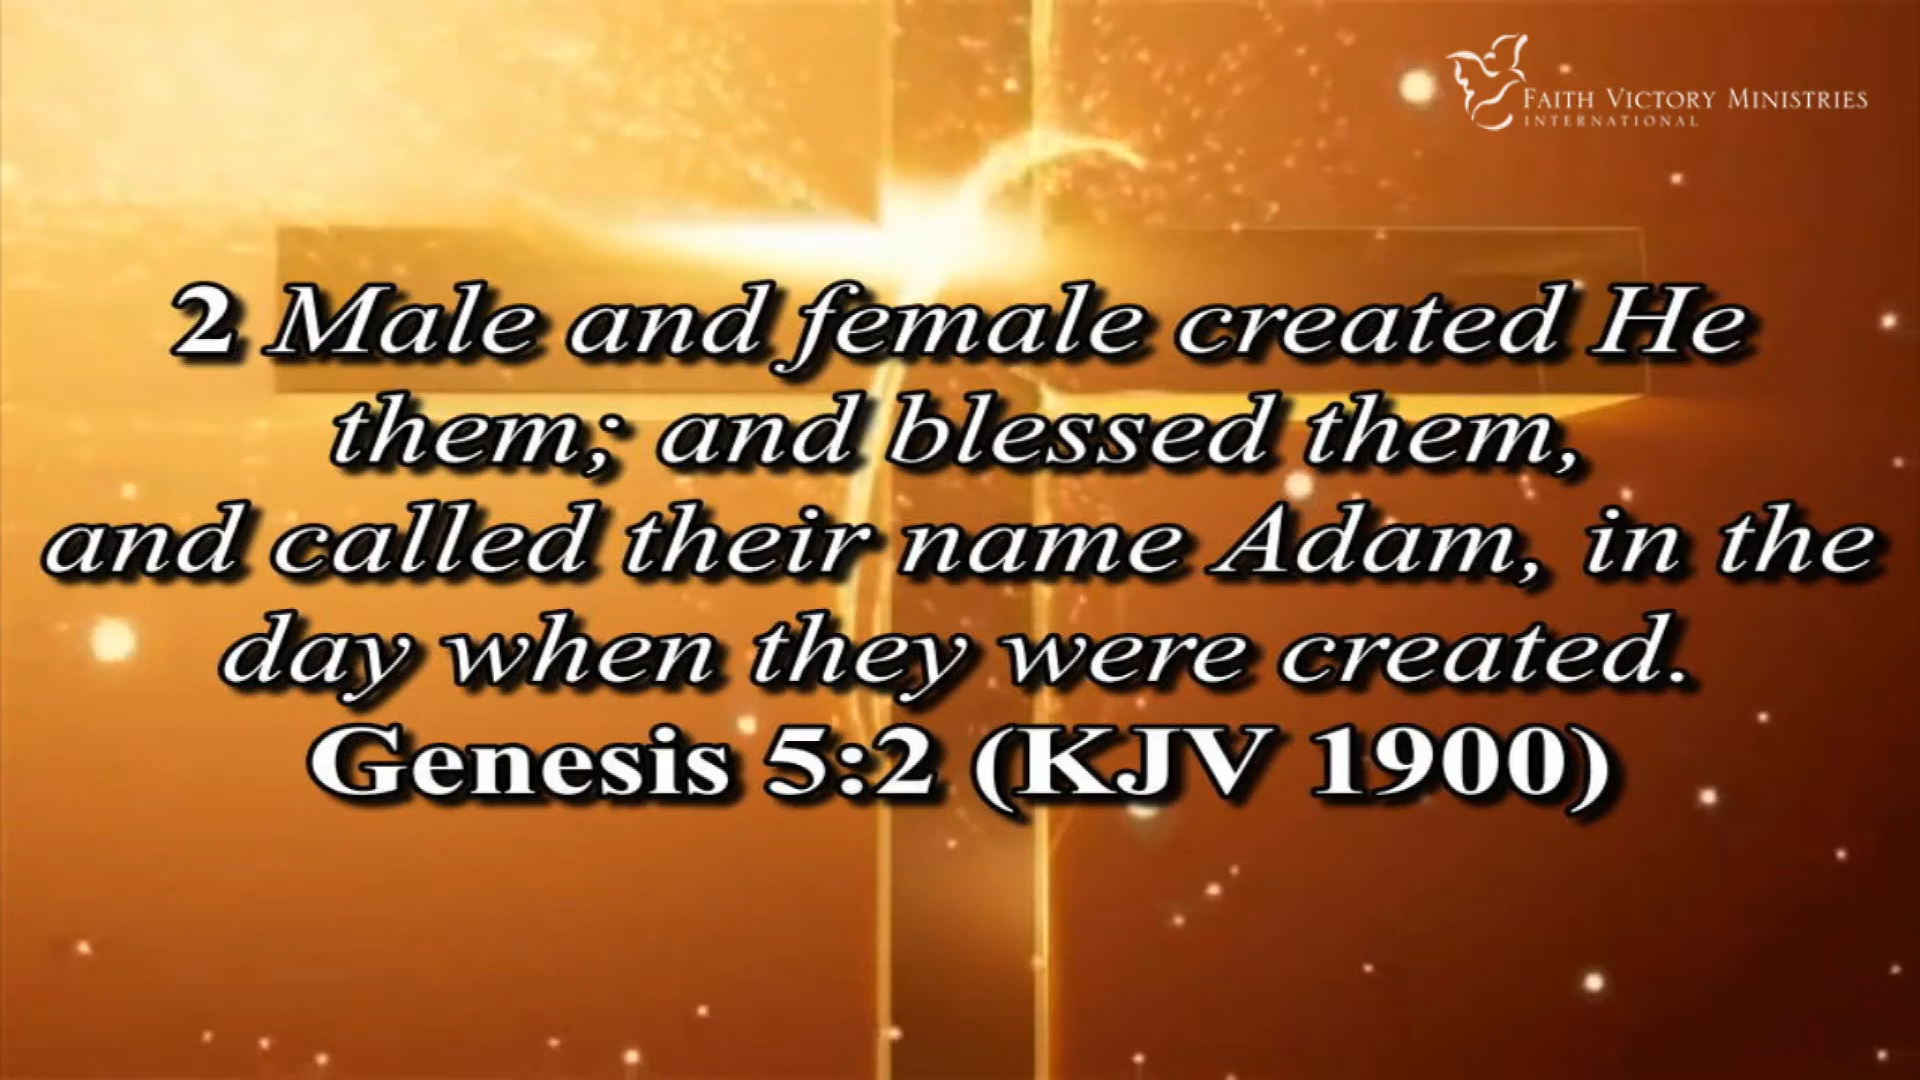 FAITH VICTORY MINISTRIES
INTERNATIONAL
2 Male and female created He
them; and blessed them,
and called their name Adam, in the
day when they were created.
Genesis 5:2 (KJV 1900)